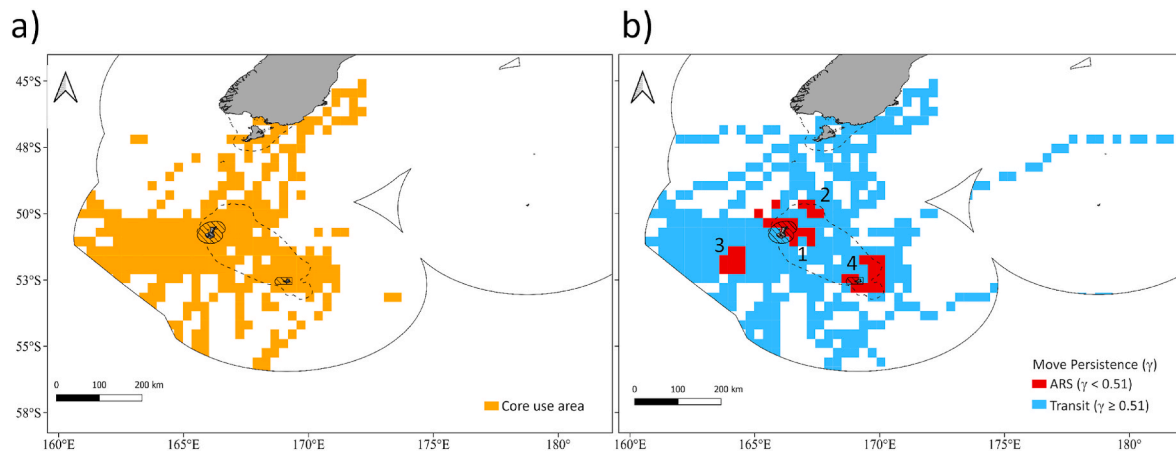 a)
45°S
48°S
50°S
53°S
55°S
58°S
0 100 200 km
Core use area
160°E 165°E 170°E 175°E 180°
b)
2
3
1
4
Move Persistence (γ)
ARS (γ < 0.51)
Transit (γ ≥ 0.51)
0 100 200 km
160°E 165°E 170°E 175°E 180°